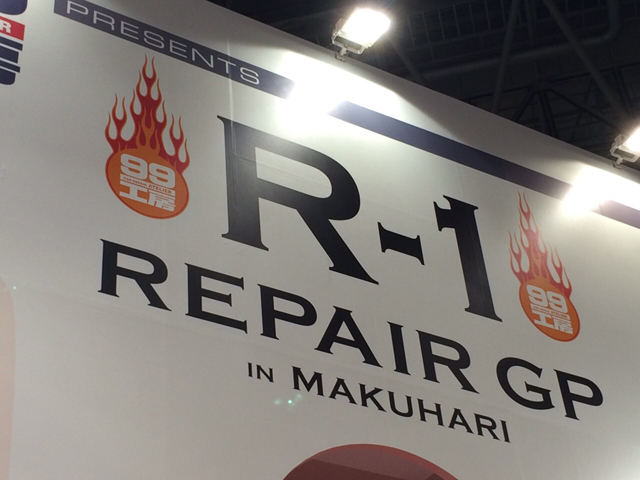 PRESENTS
R-1
REPAIR GP
IN MAKUHARI
99
工房
99
工房